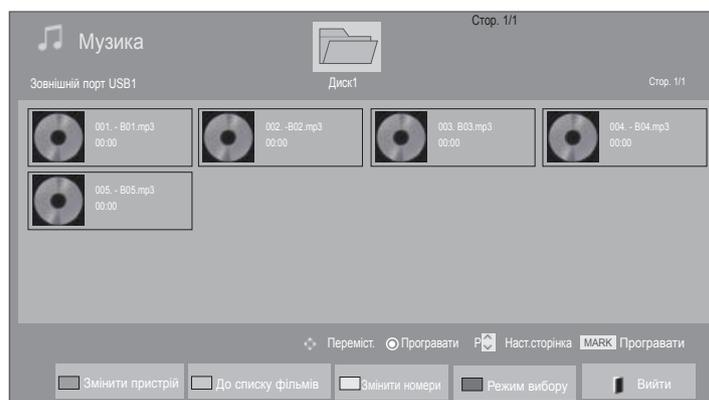 Стор. 1/1
Музика
Зовнішній порт USB1
Диск1
Стор. 1/1
001. - B01.mp3
00:00
002. -B02.mp3
00:00
003. B03.mp3
00:00
004. - B04.mp3
00:00
005. - B05.mp3
00:00
Переміст. Програвати P Наст.сторінка MARK Програвати
Змінити пристрій До списку фільмів Змінити номери Режим вибору Вийти